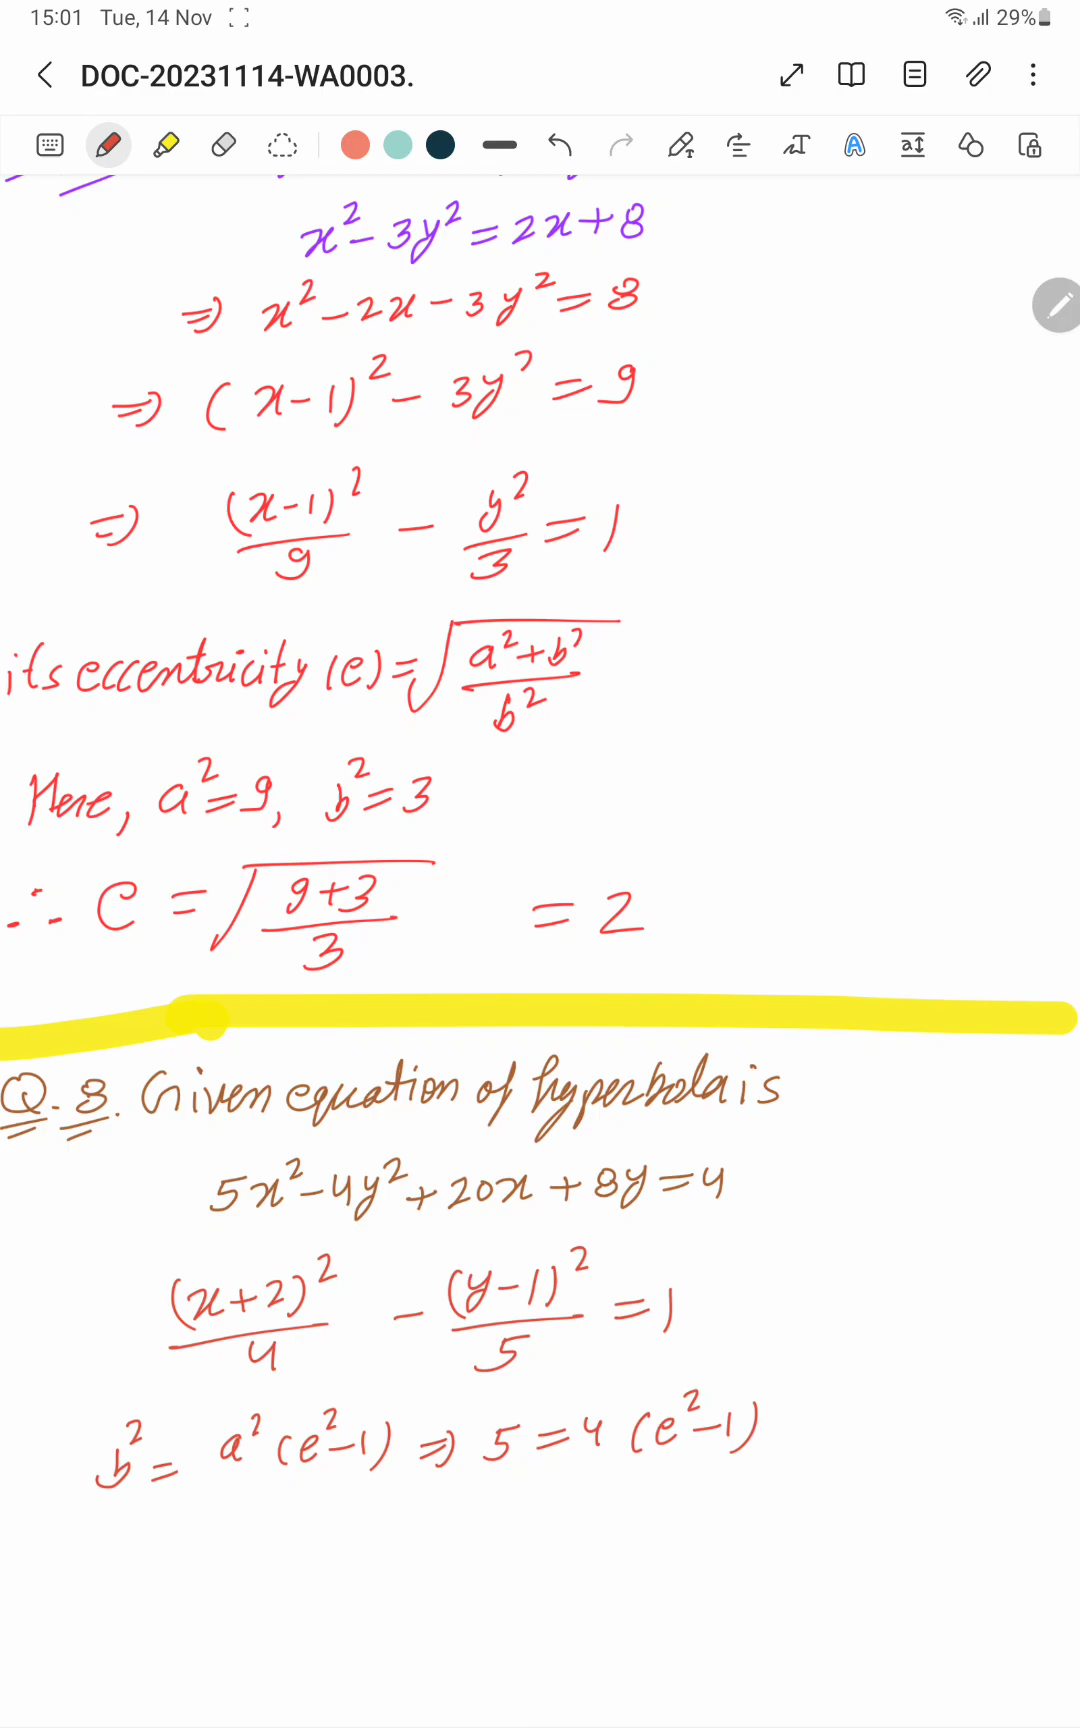 15:01 Tue, 14 Nov 29%
DOC-20231114-WA0003.
x² - 3y² = 2x + 8
⇒ x² - 2x - 3y² = 8
⇒ (x-1)² - 3y² = 9
⇒ (x-1)²/9 - y²/3 = 1
its eccentricity (e) = √((a²+b²)/b²)
Here, a² = 9, b² = 3
∴ e = √((9+3)/3) = 2
Q.8. Given equation of hyperbola is
5x² - 4y² + 20x + 8y = 4
(x+2)²/4 - (y-1)²/5 = 1
b² = a²(e²-1) ⇒ 5 = 4(e²-1)